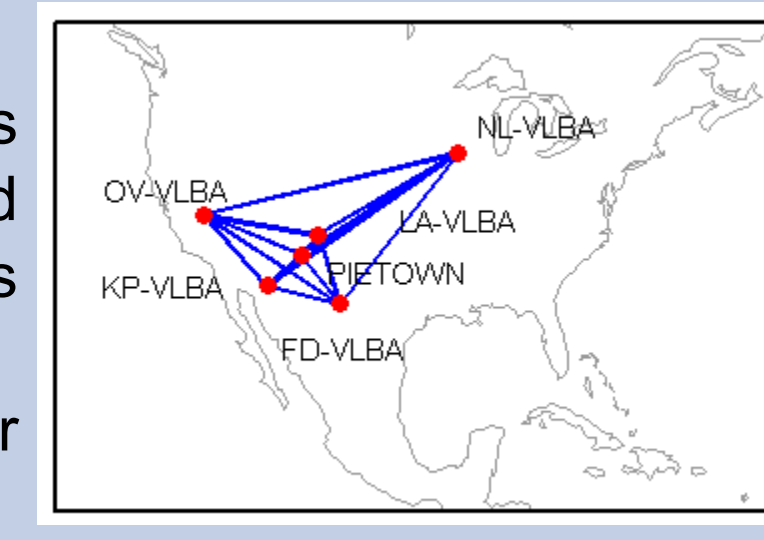 s
NL-VLBA
d
OV-VLBA
LA-VLBA
s
PIETOWN
KP-VLBA
FD-VLBA
r